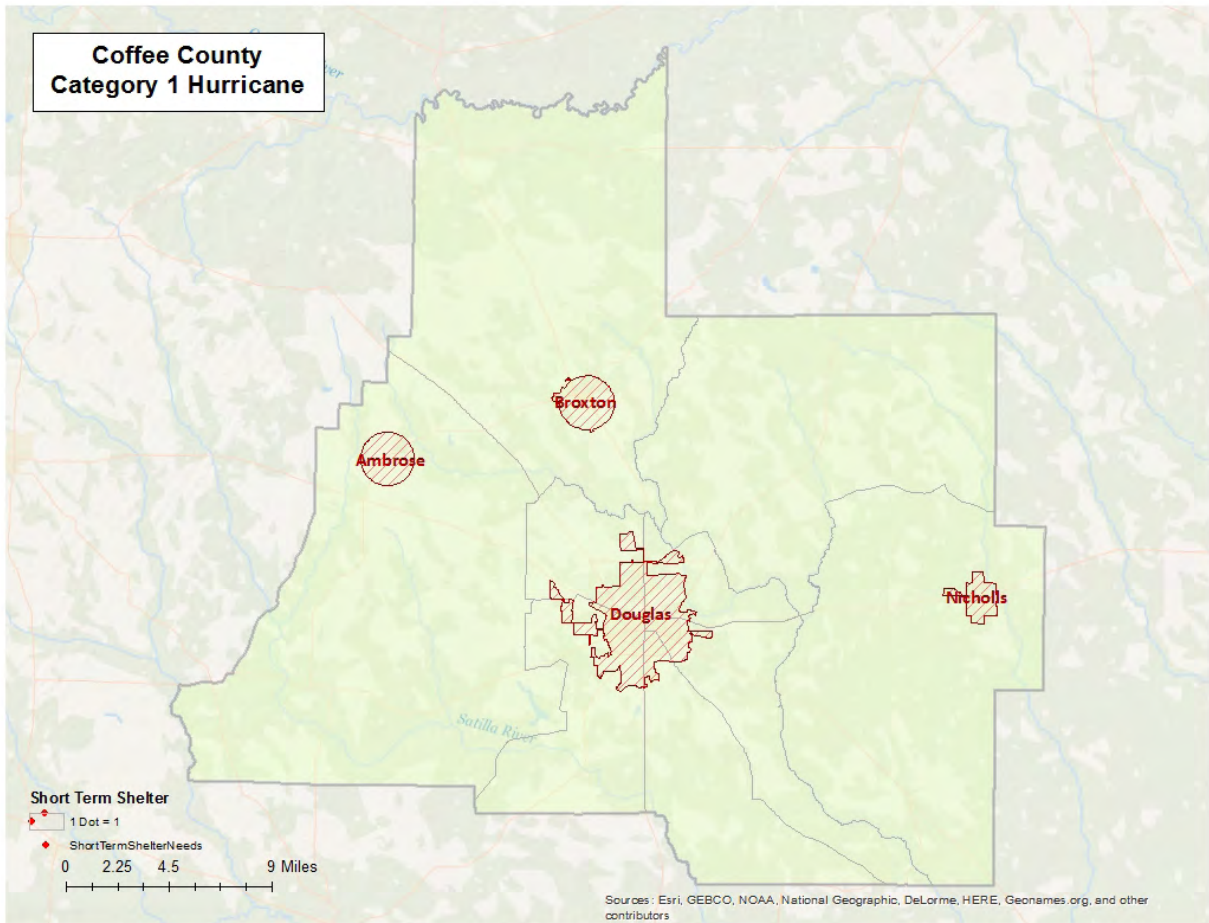 Coffee County
Category 1 Hurricane
River
Broxton
Ambrose
Douglas
Nicholls
Satilla River
Short Term Shelter
1 Dot = 1
ShortTermShelterNeeds
0 2.25 4.5 9 Miles
Sources: Esri, GEBCO, NOAA, National Geographic, DeLorme, HERE, Geonames.org, and other
contributors